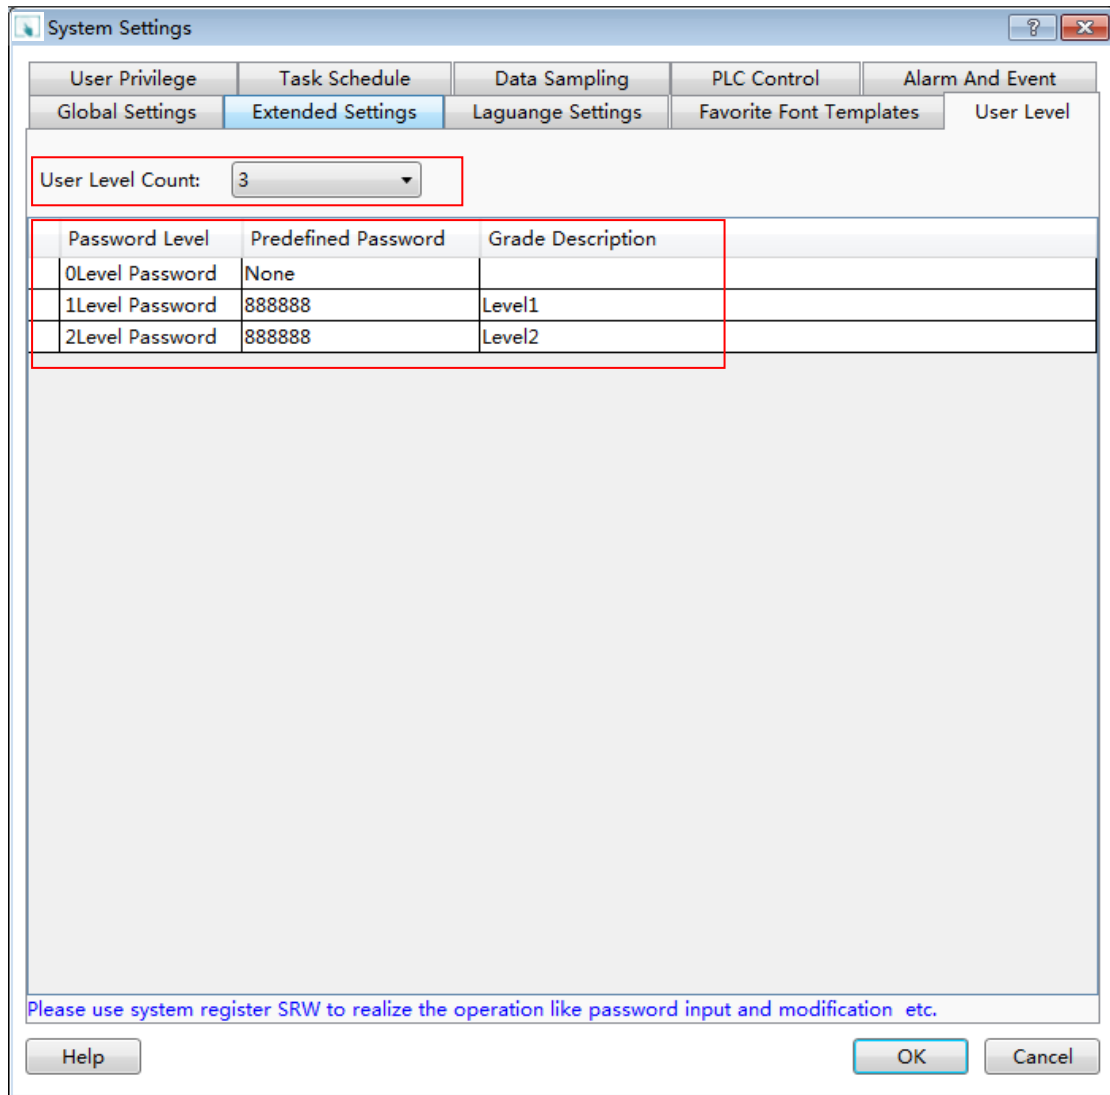 System Settings
User Privilege Task Schedule Data Sampling PLC Control Alarm And Event
Global Settings Extended Settings Laguange Settings Favorite Font Templates User Level
User Level Count: 3
Password Level Predefined Password Grade Description
0Level Password None
1Level Password 888888 Level1
2Level Password 888888 Level2
Please use system register SRW to realize the operation like password input and modification etc.
Help OK Cancel